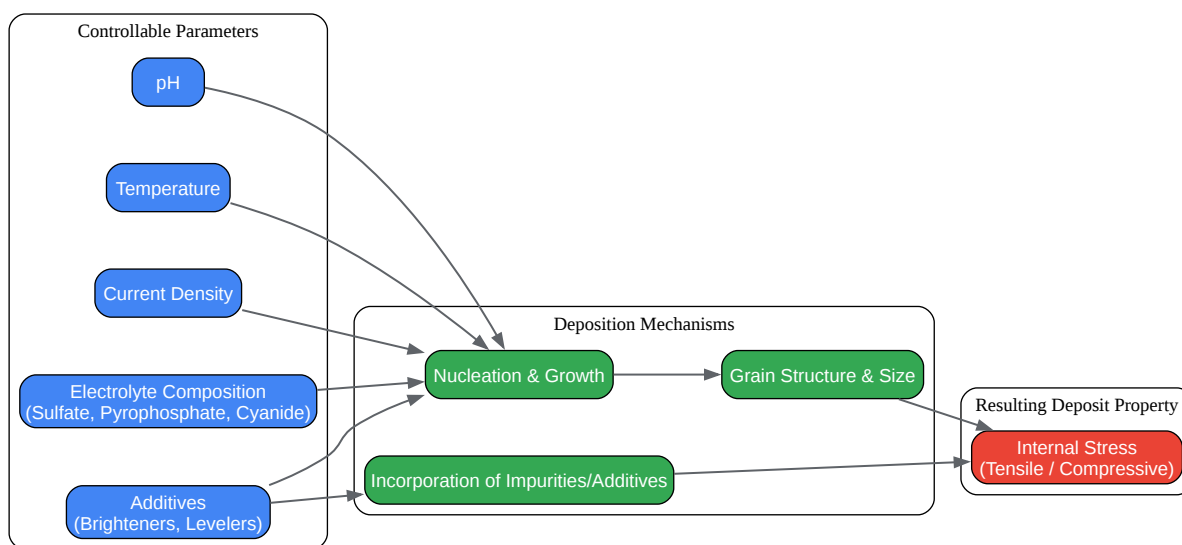 Controllable Parameters
pH
Temperature
Current Density
Electrolyte Composition
(Sulfate, Pyrophosphate, Cyanide)
Additives
(Brighteners, Levelers)
Deposition Mechanisms
Nucleation & Growth
Grain Structure & Size
Incorporation of Impurities/Additives
Resulting Deposit Property
Internal Stress
(Tensile / Compressive)